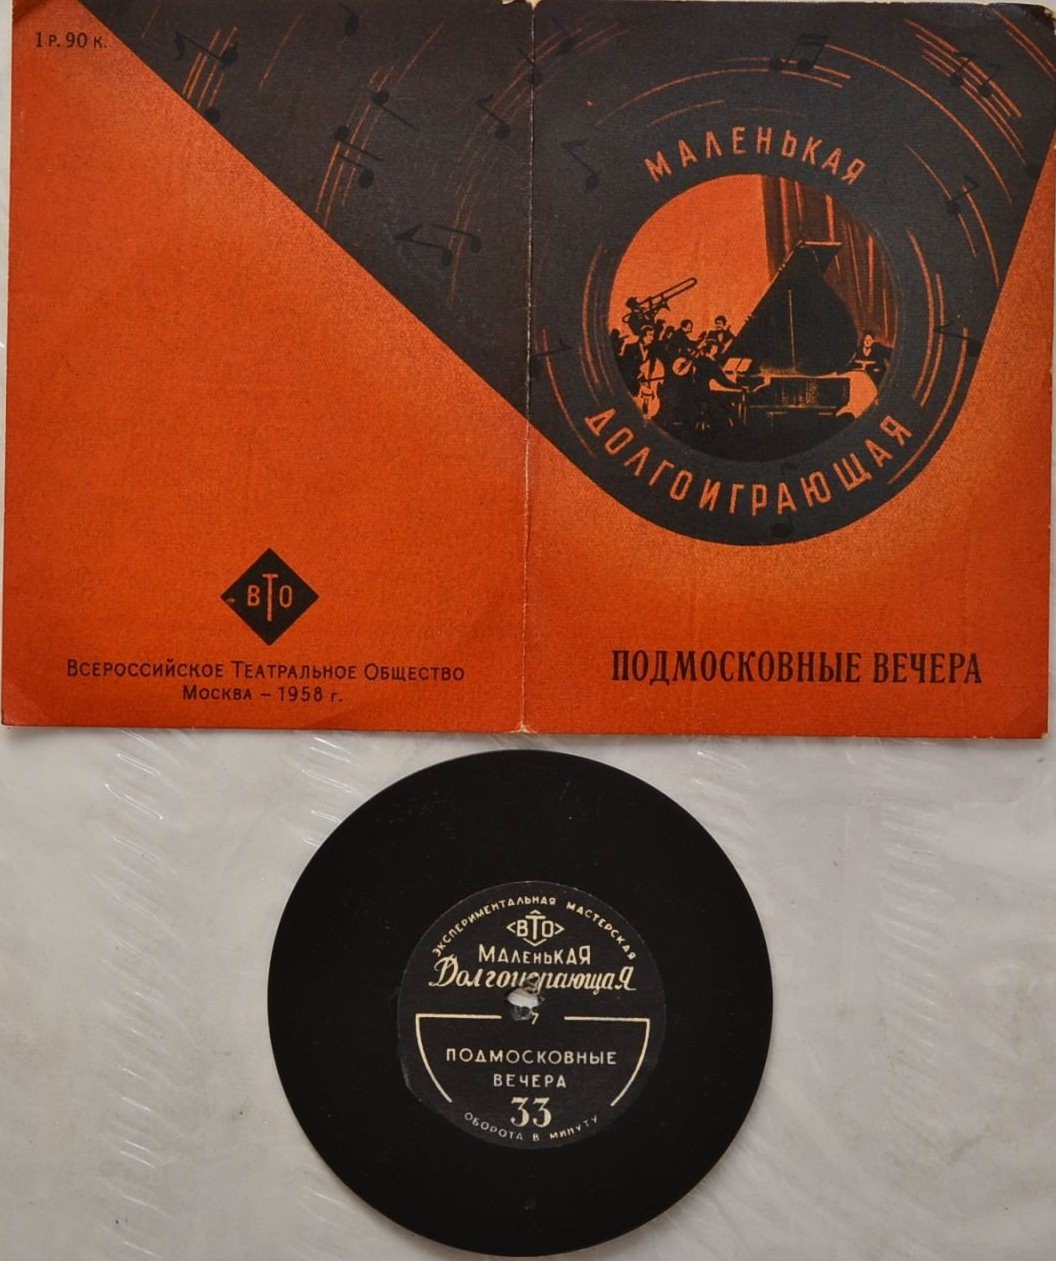 1 р. 90 к.
МАЛЕНЬКАЯ
ДОЛГОИГРАЮЩАЯ
ВТО
ВСЕРОССИЙСКОЕ ТЕАТРАЛЬНОЕ ОБЩЕСТВО
МОСКВА – 1958 г.
ПОДМОСКОВНЫЕ ВЕЧЕРА
ЭКСПЕРИМЕНТАЛЬНАЯ МАСТЕРСКАЯ
ВТО
МАЛЕНЬКАЯ
Долгоиграющая
7
ПОДМОСКОВНЫЕ
ВЕЧЕРА
33
ОБОРОТА В МИНУТУ